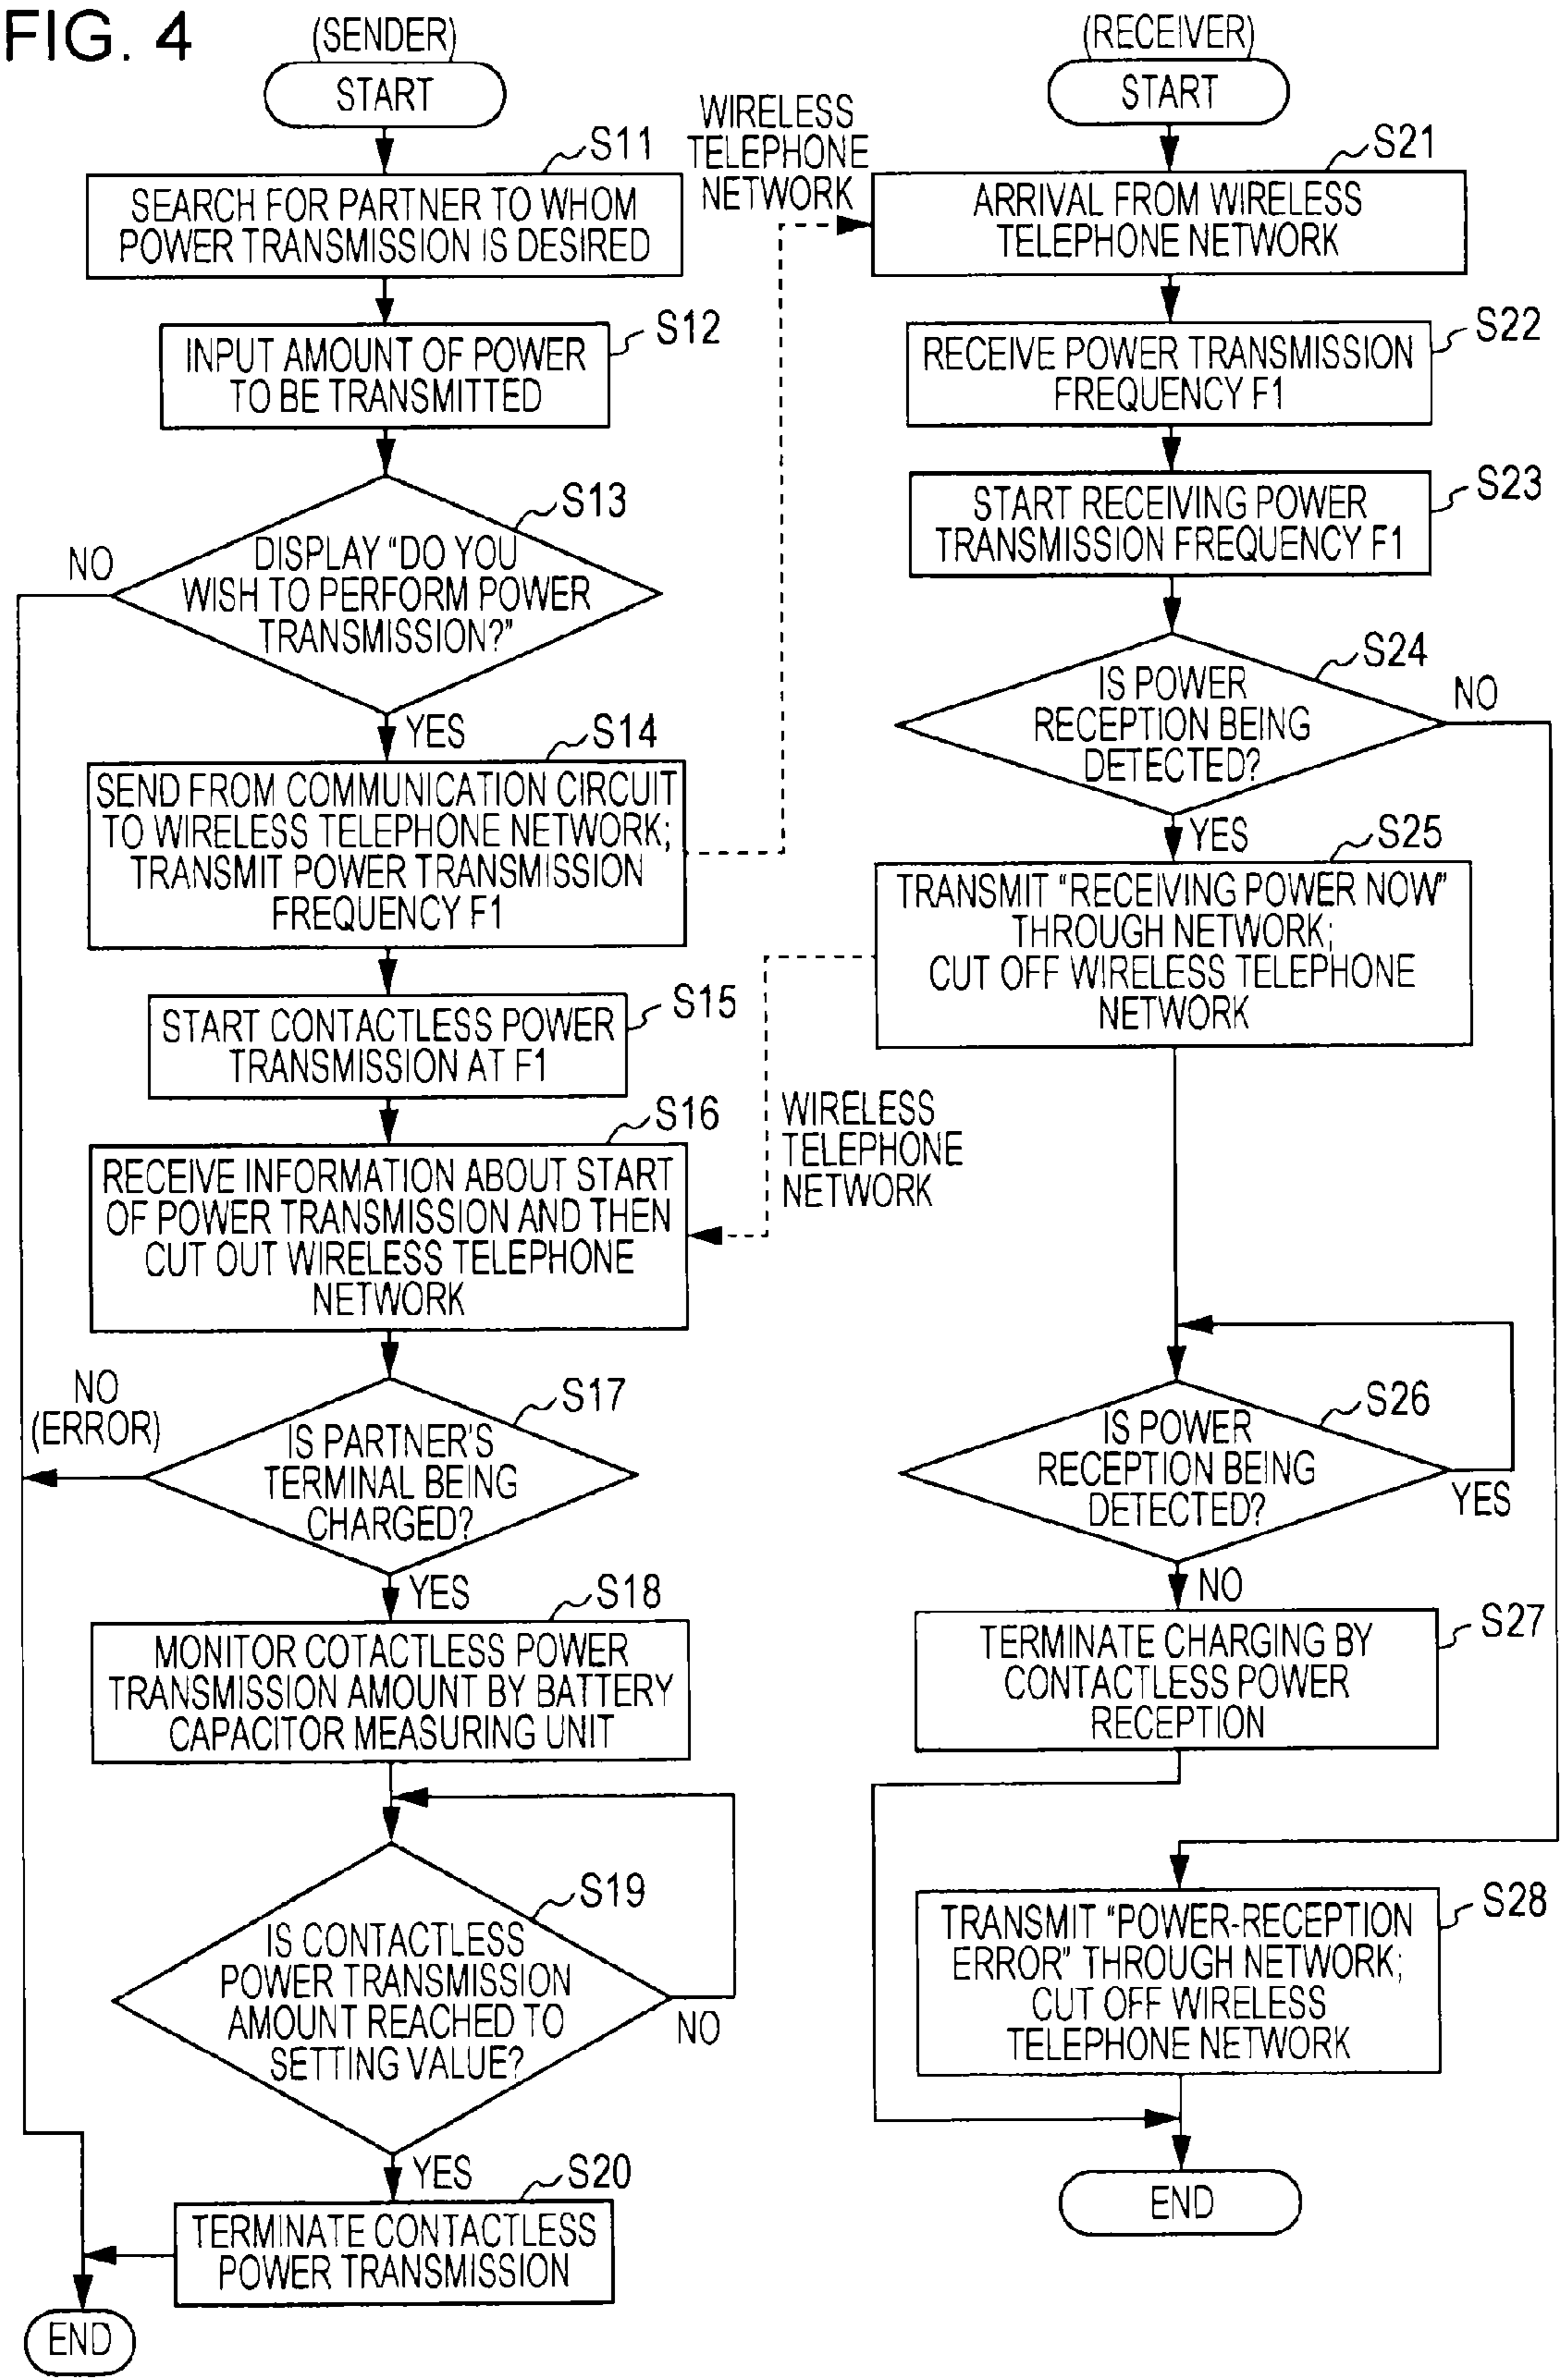 FIG. 4
(SENDER)
START
S11
SEARCH FOR PARTNER TO WHOM
POWER TRANSMISSION IS DESIRED
S12
INPUT AMOUNT OF POWER
TO BE TRANSMITTED
S13
DISPLAY “DO YOU
WISH TO PERFORM POWER
TRANSMISSION?”
NO
YES
S14
SEND FROM COMMUNICATION CIRCUIT
TO WIRELESS TELEPHONE NETWORK;
TRANSMIT POWER TRANSMISSION
FREQUENCY F1
S15
START CONTACTLESS POWER
TRANSMISSION AT F1
S16
RECEIVE INFORMATION ABOUT START
OF POWER TRANSMISSION AND THEN
CUT OUT WIRELESS TELEPHONE
NETWORK
NO
(ERROR)
S17
IS PARTNER'S
TERMINAL BEING
CHARGED?
YES
S18
MONITOR COTACTLESS POWER
TRANSMISSION AMOUNT BY BATTERY
CAPACITOR MEASURING UNIT
S19
IS CONTACTLESS
POWER TRANSMISSION
AMOUNT REACHED TO
SETTING VALUE?
NO
YES
S20
TERMINATE CONTACTLESS
POWER TRANSMISSION
END
WIRELESS
TELEPHONE
NETWORK
WIRELESS
TELEPHONE
NETWORK
(RECEIVER)
START
S21
ARRIVAL FROM WIRELESS
TELEPHONE NETWORK
S22
RECEIVE POWER TRANSMISSION
FREQUENCY F1
S23
START RECEIVING POWER
TRANSMISSION FREQUENCY F1
S24
IS POWER
RECEPTION BEING
DETECTED?
NO
YES
S25
TRANSMIT “RECEIVING POWER NOW”
THROUGH NETWORK;
CUT OFF WIRELESS TELEPHONE
NETWORK
S26
IS POWER
RECEPTION BEING
DETECTED?
YES
NO
S27
TERMINATE CHARGING BY
CONTACTLESS POWER
RECEPTION
S28
TRANSMIT “POWER-RECEPTION
ERROR” THROUGH NETWORK;
CUT OFF WIRELESS
TELEPHONE NETWORK
END